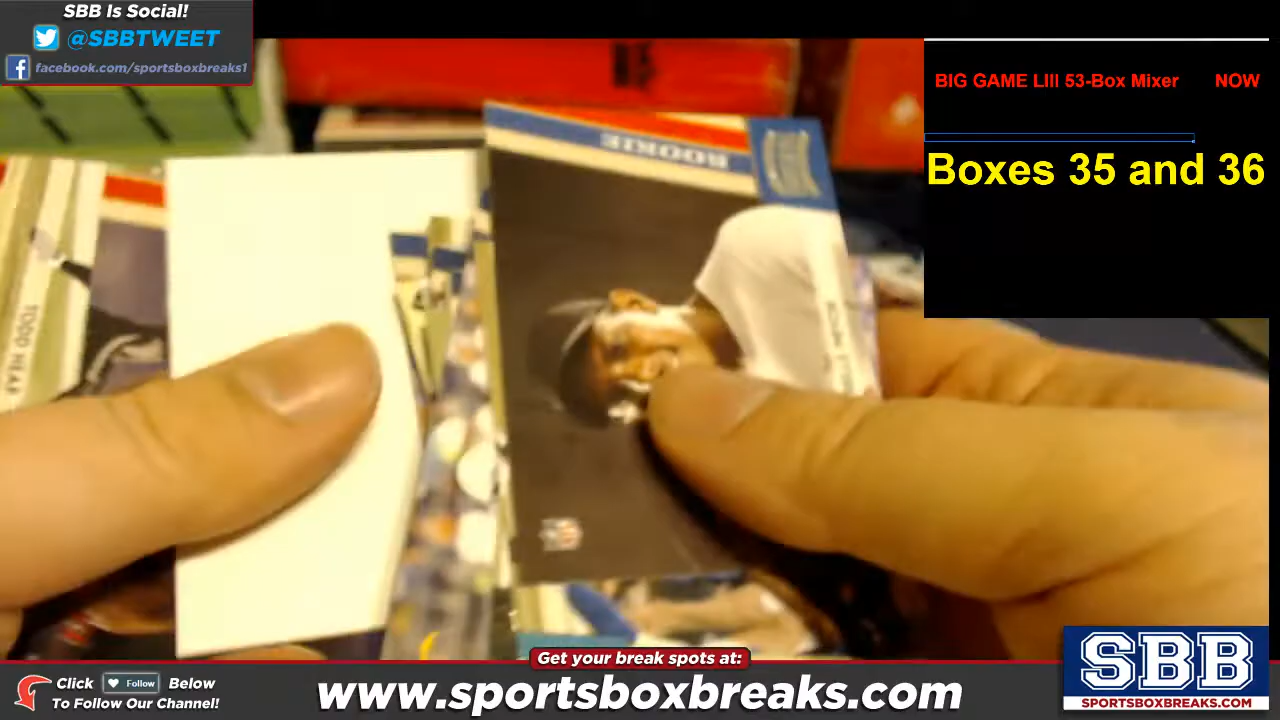 SBB Is Social!
@SBBTWEET
facebook.com/sportsboxbreaks1
BIG GAME LIII 53-Box Mixer NOW
Boxes 35 and 36
ROOKIE
TODD HEAP
Get your break spots at:
Click Follow Below
To Follow Our Channel!
www.sportsboxbreaks.com
SBB
SPORTSBOXBREAKS.COM